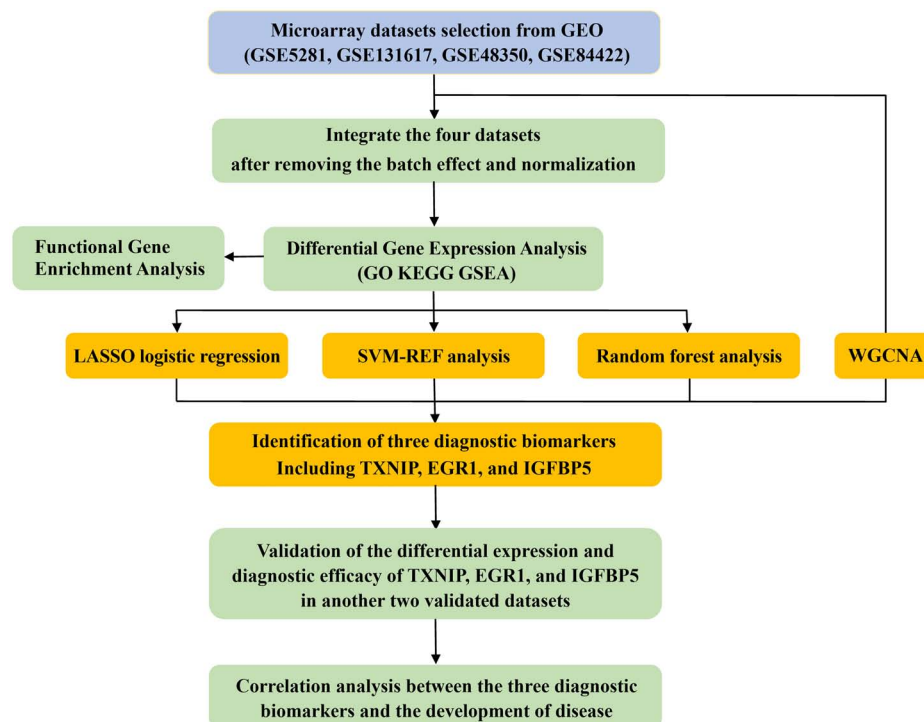 Microarray datasets selection from GEO
(GSE5281, GSE131617, GSE48350, GSE84422)
Integrate the four datasets
after removing the batch effect and normalization
Functional Gene
Enrichment Analysis
Differential Gene Expression Analysis
(GO KEGG GSEA)
LASSO logistic regression
SVM-REF analysis
Random forest analysis
WGCNA
Identification of three diagnostic biomarkers
Including TXNIP, EGR1, and IGFBP5
Validation of the differential expression and
diagnostic efficacy of TXNIP, EGR1, and IGFBP5
in another two validated datasets
Correlation analysis between the three diagnostic
biomarkers and the development of disease